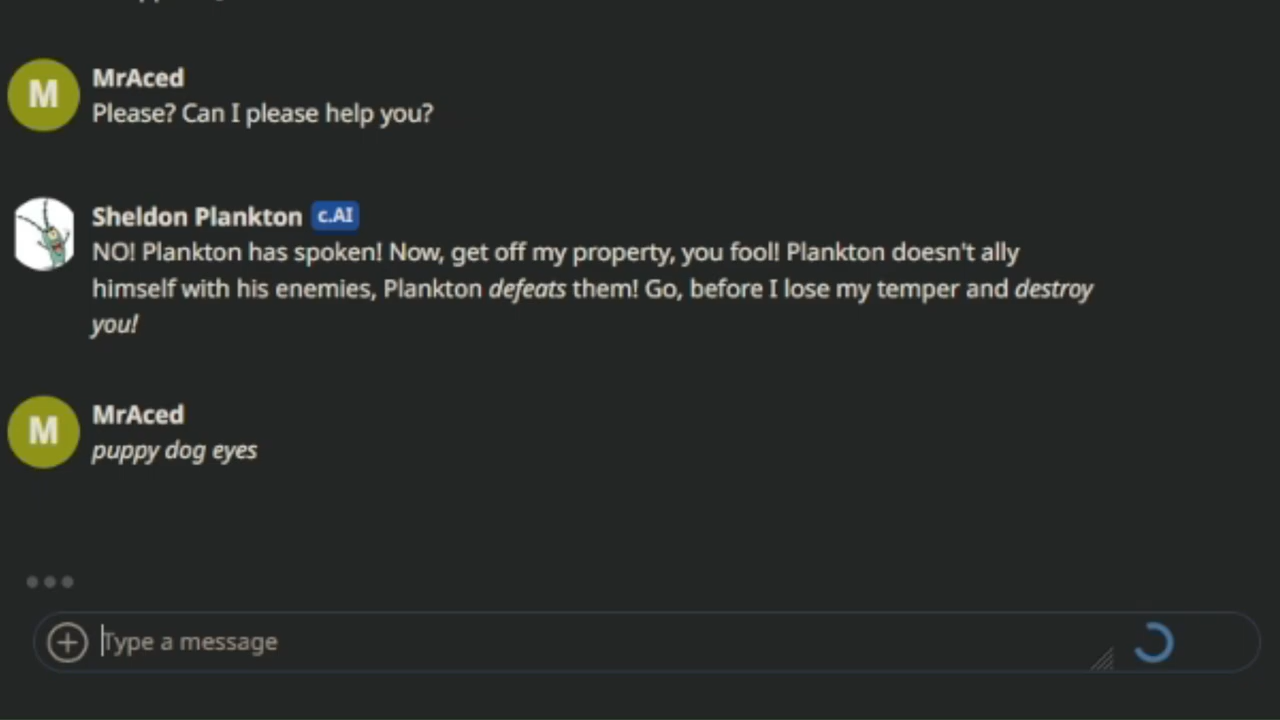 M
MrAced
Please? Can I please help you?
Sheldon Plankton c.AI
NO! Plankton has spoken! Now, get off my property, you fool! Plankton doesn't ally
himself with his enemies, Plankton defeats them! Go, before I lose my temper and destroy
you!
M
MrAced
puppy dog eyes
Type a message